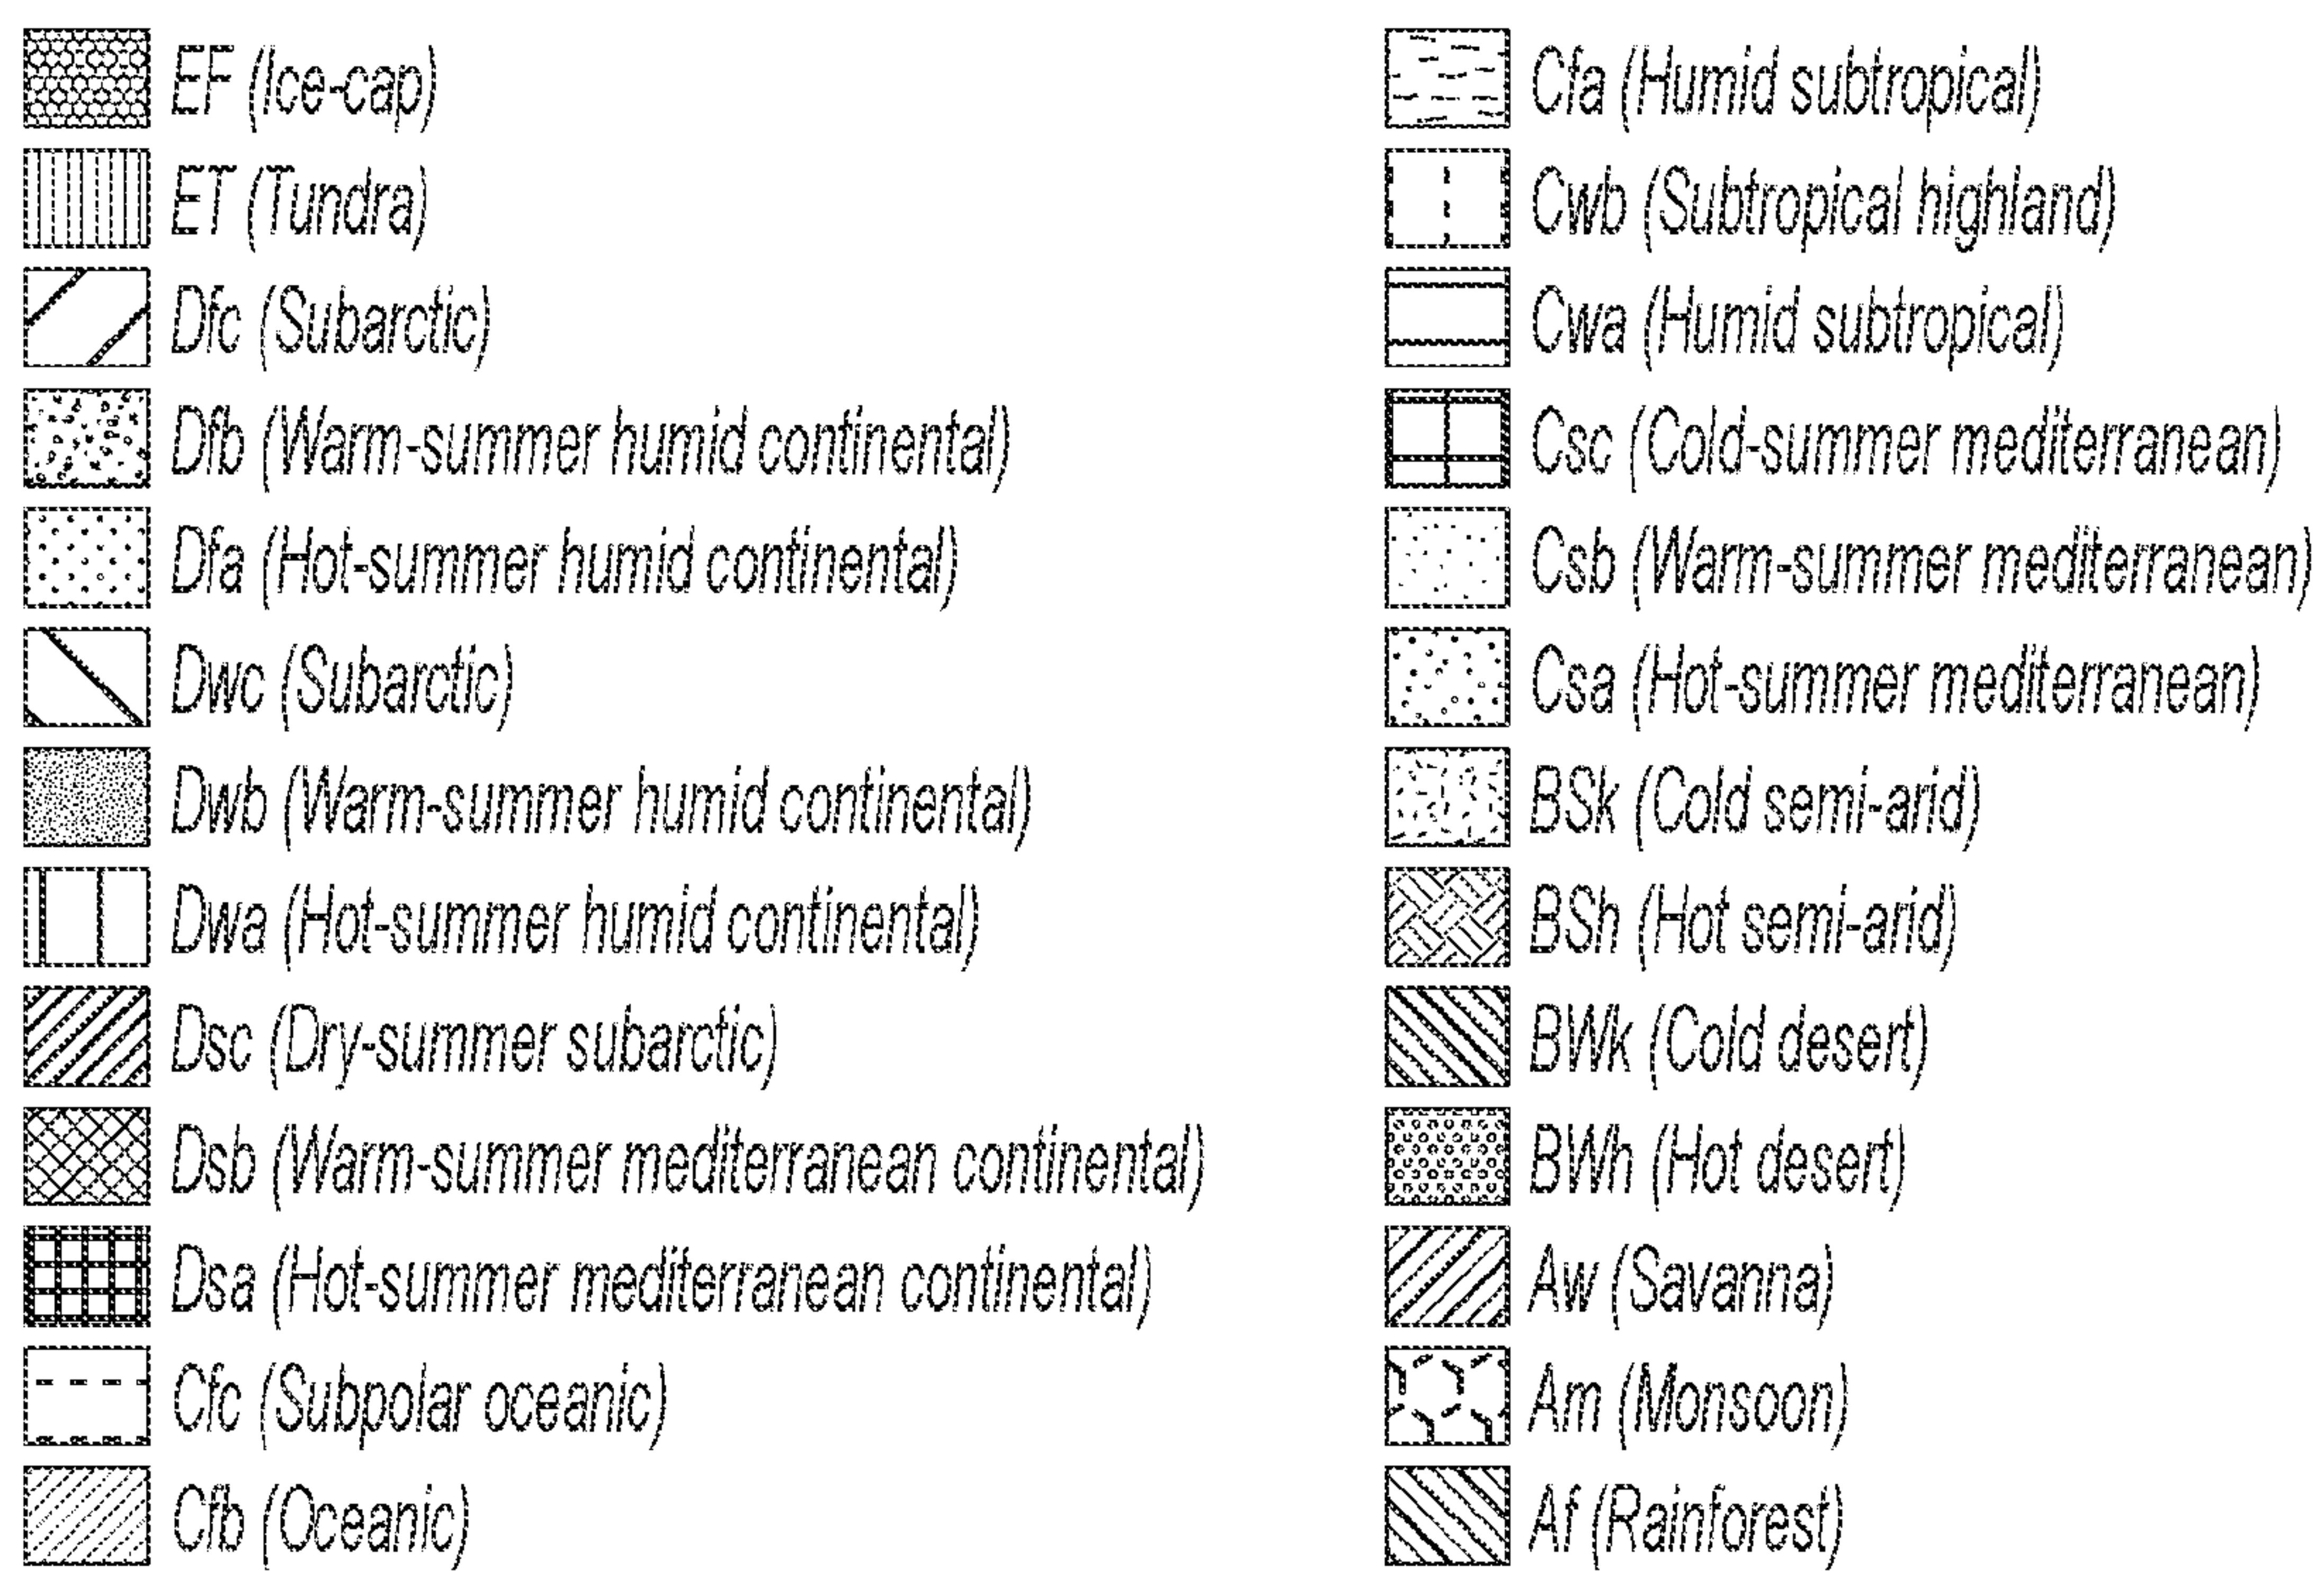 EF (Ice-cap)
ET (Tundra)
Dfc (Subarctic)
Dfb (Warm-summer humid continental)
Dfa (Hot-summer humid continental)
Dwc (Subarctic)
Dwb (Warm-summer humid continental)
Dwa (Hot-summer humid continental)
Dsc (Dry-summer subarctic)
Dsb (Warm-summer mediterranean continental)
Dsa (Hot-summer mediterranean continental)
Cfc (Subpolar oceanic)
Cfb (Oceanic)
Cfa (Humid subtropical)
Cwb (Subtropical highland)
Cwa (Humid subtropical)
Csc (Cold-summer mediterranean)
Csb (Warm-summer mediterranean)
Csa (Hot-summer mediterranean)
BSk (Cold semi-arid)
BSh (Hot semi-arid)
BWk (Cold desert)
BWh (Hot desert)
Aw (Savanna)
Am (Monsoon)
Af (Rainforest)